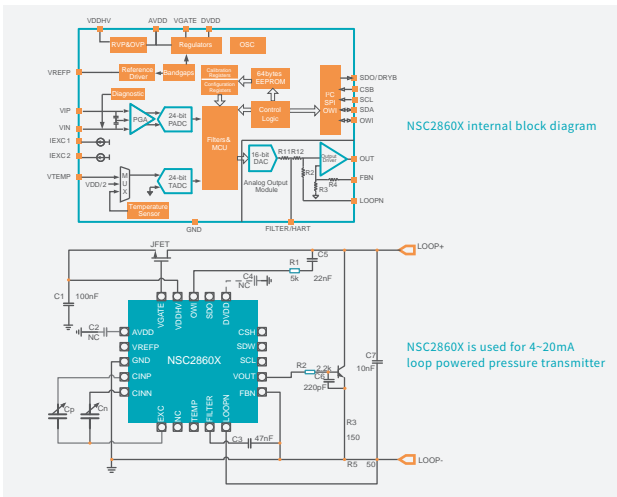 VDDHV
AVDD
VGATE
DVDD
RVP&OVP
Regulators
OSC
VREFP
Reference
Driver
Bandgaps
Calibration
Registers
Configuration
Registers
64bytes
EEPROM
I²C
SPI
OWI
SDO/DRYB
CSB
SCL
SDA
OWI
Diagnostic
VIP
VIN
PGA
24-bit
PADC
Control
Logic
IEXC1
IEXC2
Filters&
MCU
VTEMP
VDD/2
M
U
X
24-bit
TADC
Temperature
Sensor
16-bit
DAC
R11
R12
R2
Output
Driver
R3
R4
Analog Output
Module
OUT
FBN
LOOPN
GND
FILTER/HART
NSC2860X internal block diagram
JFET
LOOP+
C5
22nF
R1
5k
C4
NC
C1
100nF
VGATE
VDDHV
OWI
SDO
DVDD
C2
NC
AVDD
VREFP
GND
CINP
CINN
NSC2860X
CSH
SDW
SCL
VOUT
FBN
EXC
NC
TEMP
FILTER
LOOPN
Cp
Cn
C3
47nF
R2
2.2k
C6
220pF
C7
10nF
R3
150
R5
50
LOOP-
NSC2860X is used for 4~20mA
loop powered pressure transmitter